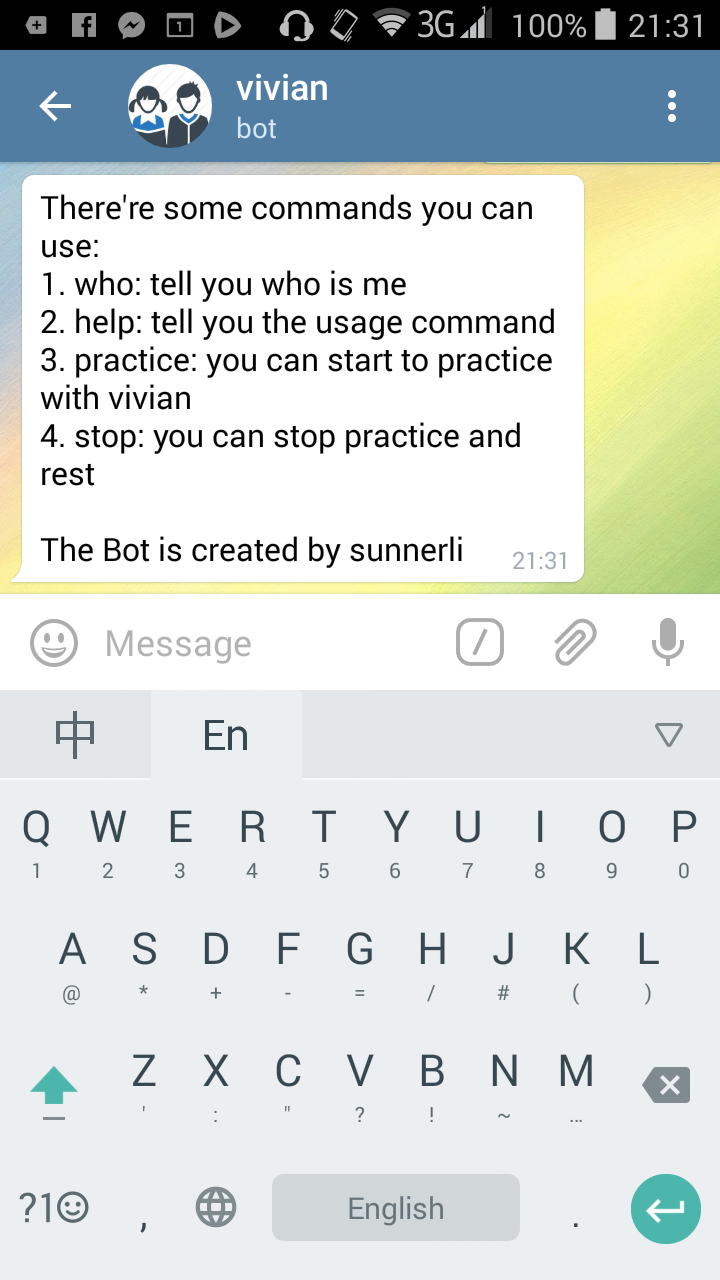 3G 1 100% 21:31
vivian
bot
There're some commands you can
use:
1. who: tell you who is me
2. help: tell you the usage command
3. practice: you can start to practice
with vivian
4. stop: you can stop practice and
rest
The Bot is created by sunnerli 21:31
Message /
中 En
Q W E R T Y U I O P
1 2 3 4 5 6 7 8 9 0
A S D F G H J K L
@ * + - = / # ( )
Z X C V B N M
' : " ? ! ~ …
?1 , English .